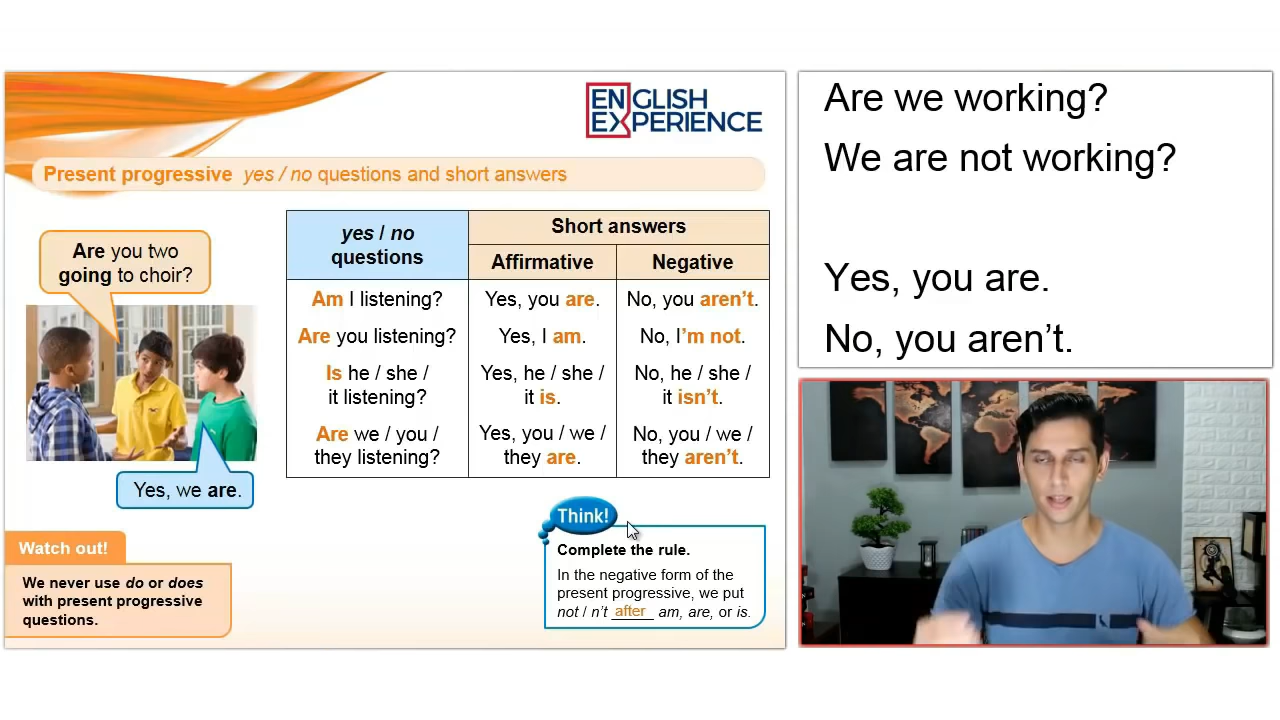 ENGLISH
EXPERIENCE
Present progressive yes / no questions and short answers
Are you two
going to choir?
Yes, we are.
yes / no
questions
Short answers
Affirmative
Negative
Am I listening?
Yes, you are.
No, you aren’t.
Are you listening?
Yes, I am.
No, I’m not.
Is he / she /
it listening?
Yes, he / she /
it is.
No, he / she /
it isn’t.
Are we / you /
they listening?
Yes, you / we /
they are.
No, you / we /
they aren’t.
Watch out!
We never use do or does
with present progressive
questions.
Think!
Complete the rule.
In the negative form of the
present progressive, we put
not / n’t after am, are, or is.
Are we working?
We are not working?
Yes, you are.
No, you aren’t.